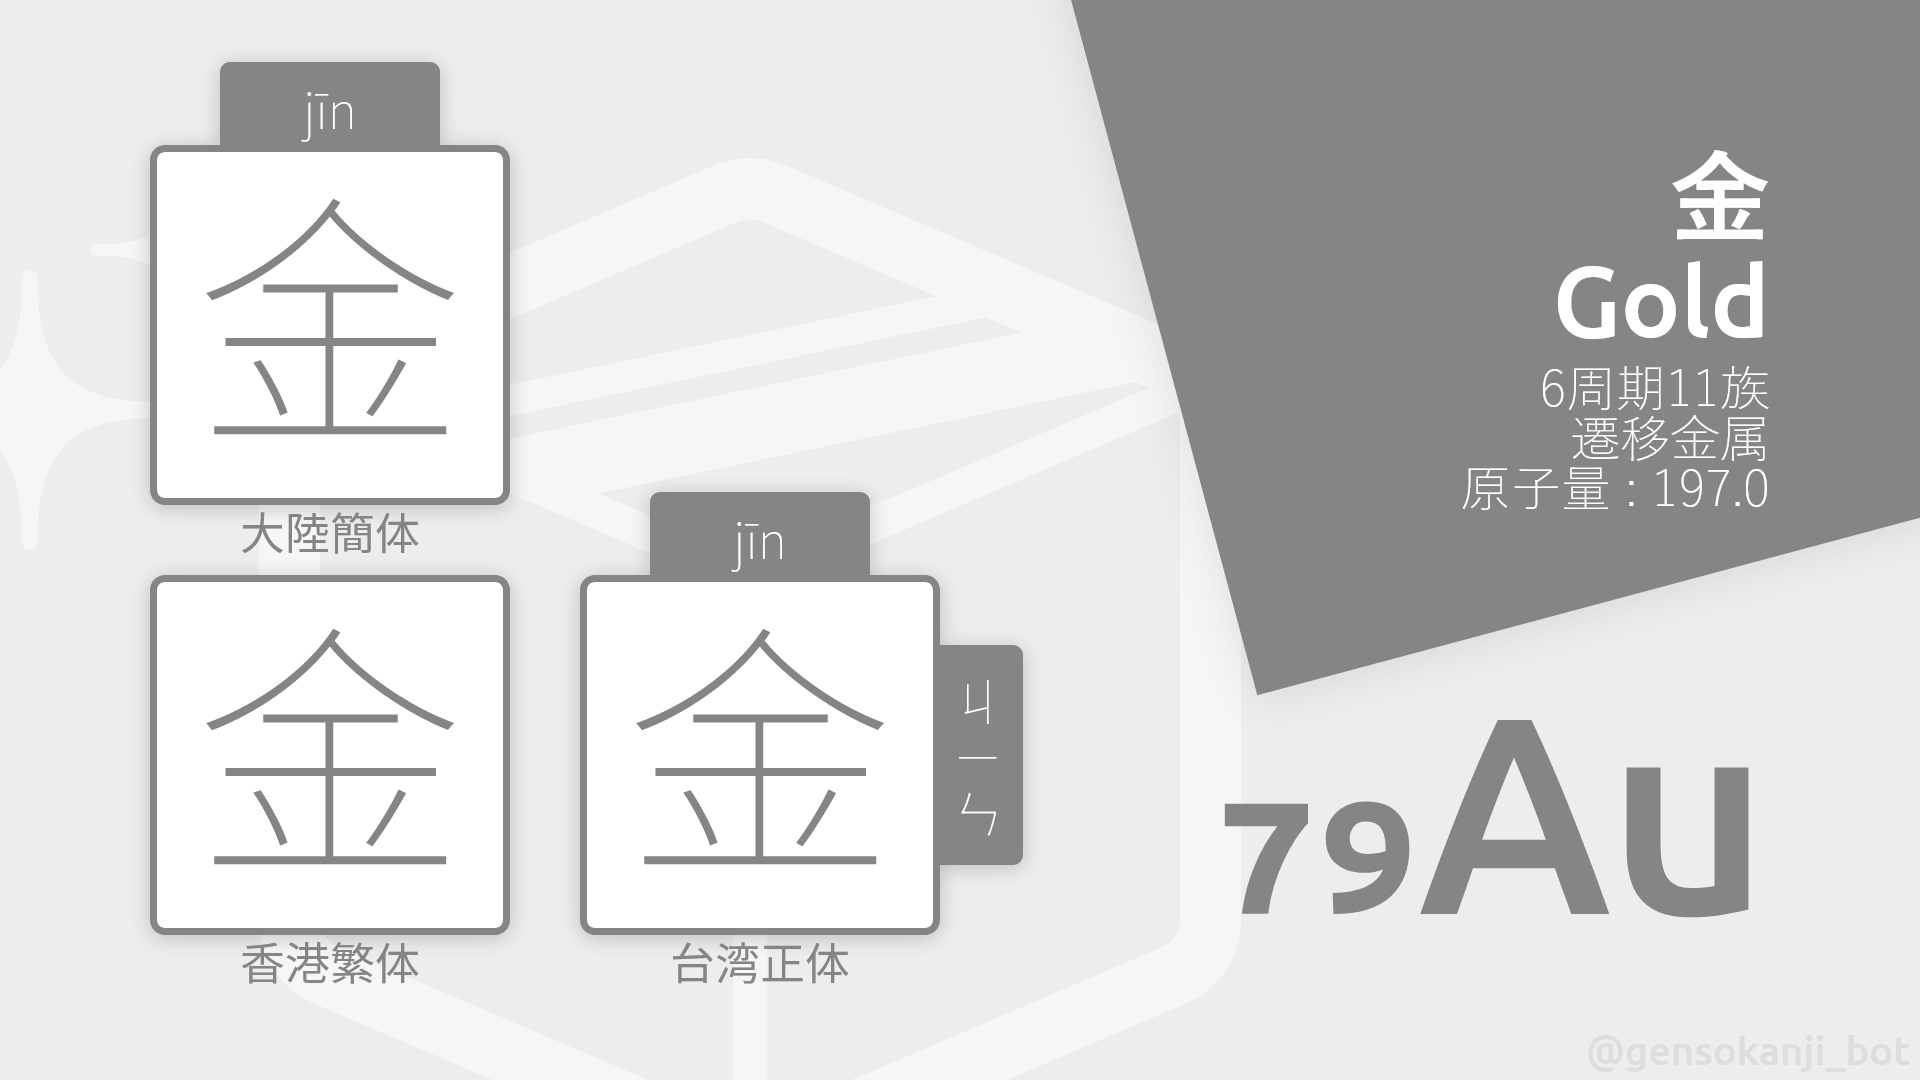 jīn
金
大陸簡体
金
香港繁体
jīn
金
ㄐㄧㄣ
台湾正体
金
Gold
6周期11族
遷移金属
原子量：197.0
79Au
@gensokanji_bot